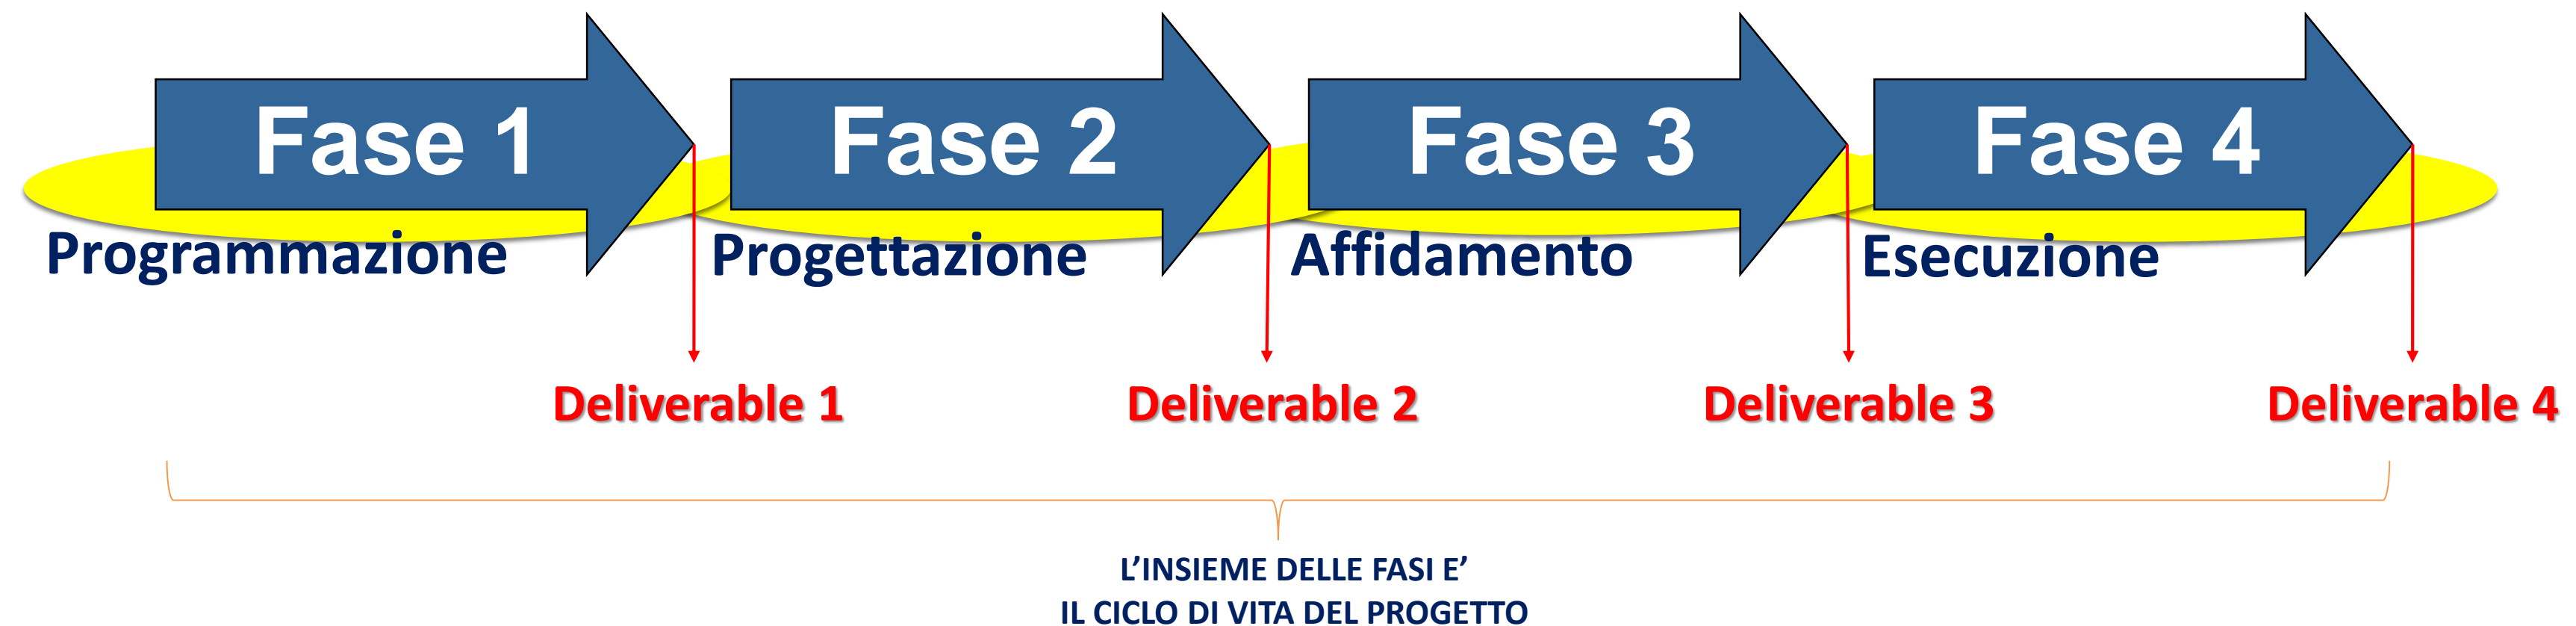 Fase 1 Fase 2 Fase 3 Fase 4
Programmazione Progettazione Affidamento Esecuzione
Deliverable 1 Deliverable 2 Deliverable 3 Deliverable 4
L’INSIEME DELLE FASI E’
IL CICLO DI VITA DEL PROGETTO